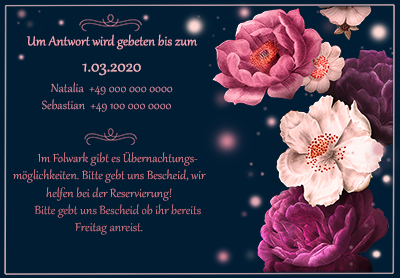 Um Antwort wird gebeten bis zum
1.03.2020
Natalia +49 000 000 0000
Sebastian +49 100 000 0000
Im Folwark gibt es Übernachtungs-
möglichkeiten. Bitte gebt uns Bescheid, wir
helfen bei der Reservierung!
Bitte gebt uns Bescheid ob ihr bereits
Freitag anreist.